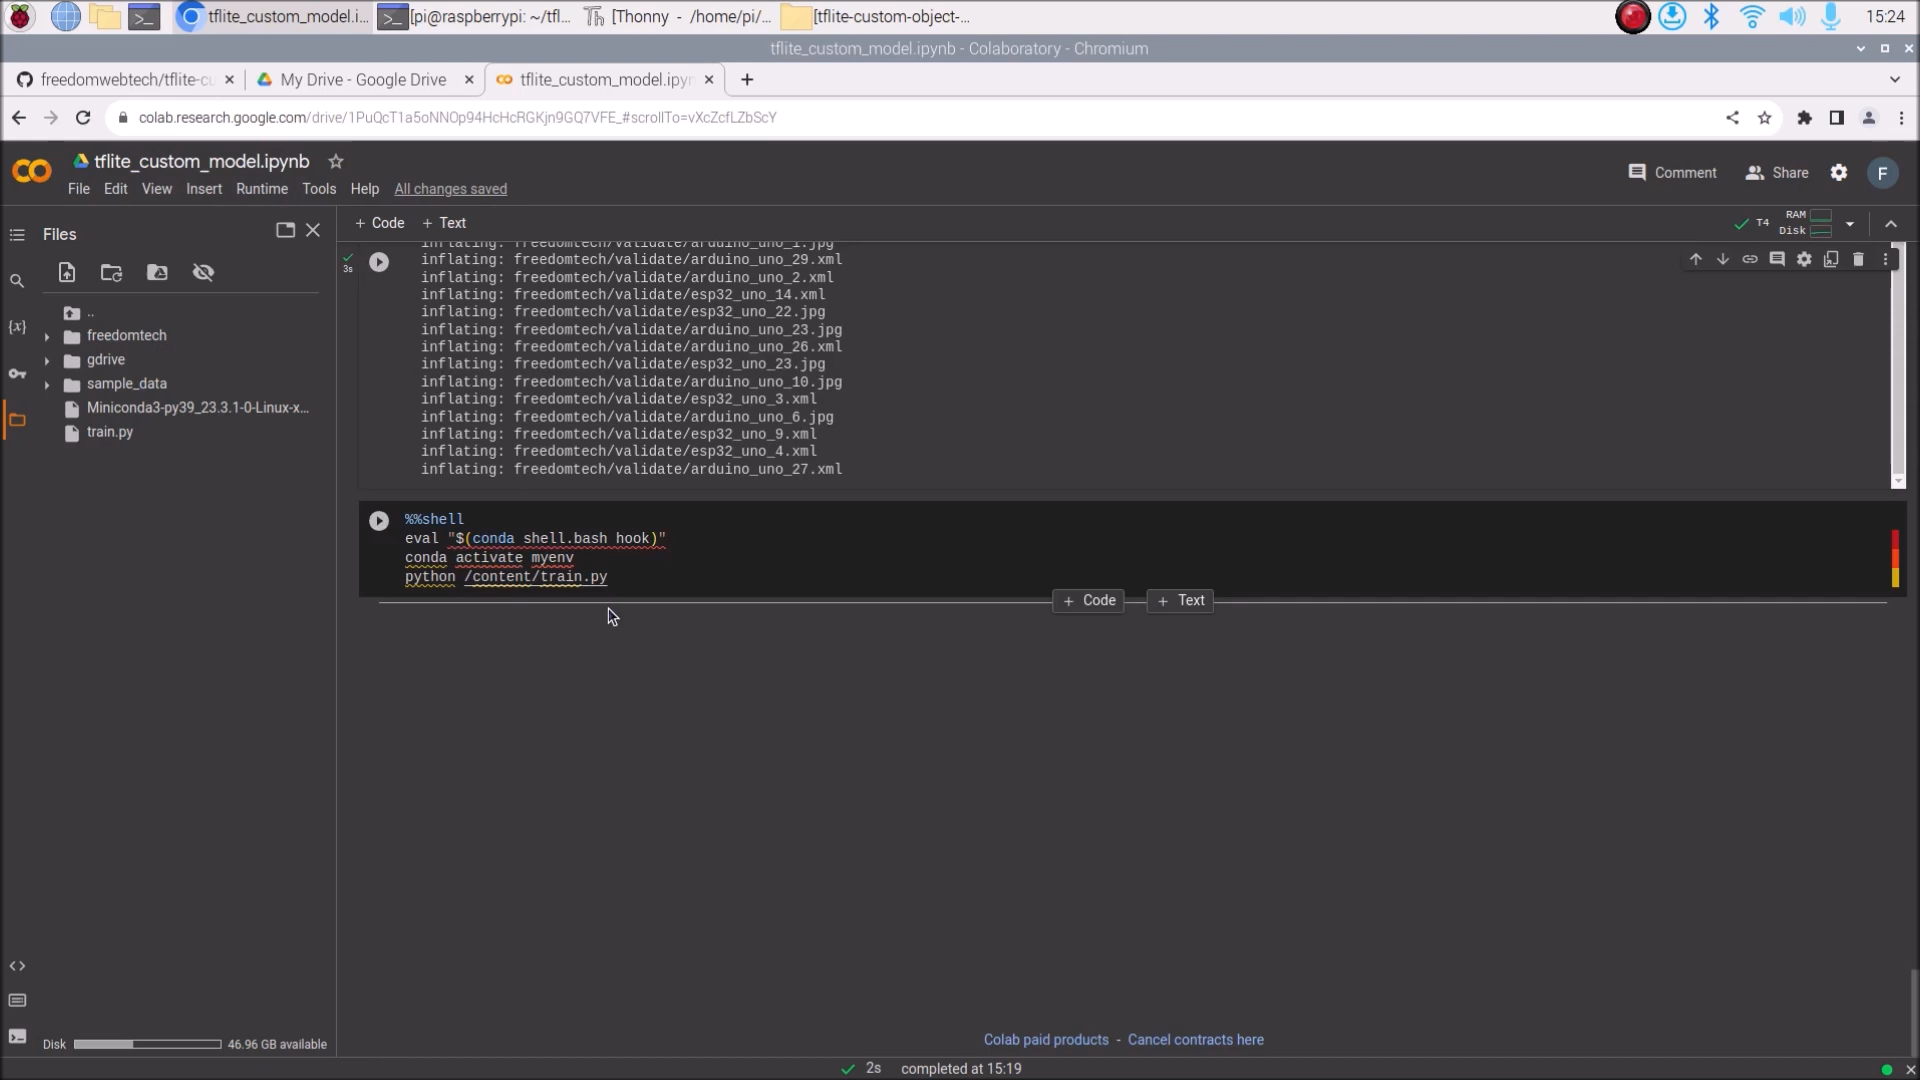 tflite_custom_model.i...
[pi@raspberrypi: ~/tfl...
[Thonny - /home/pi/...
[tflite-custom-object-...
15:24
tflite_custom_model.ipynb - Colaboratory - Chromium
freedomwebtech/tflite-cu
My Drive - Google Drive
tflite_custom_model.ipyn
colab.research.google.com/drive/1PuQcT1a5oNNOp94HcHcRGKjn9GQ7VFE_#scrollTo=vXcZcfLZbScY
tflite_custom_model.ipynb
Comment
Share
F
File Edit View Insert Runtime Tools Help All changes saved
Files
+ Code + Text
T4
RAM
Disk
..
freedomtech
gdrive
sample_data
Miniconda3-py39_23.3.1-0-Linux-x...
train.py
3s
inflating: freedomtech/validate/arduino_uno_1.jpg
inflating: freedomtech/validate/arduino_uno_29.xml
inflating: freedomtech/validate/arduino_uno_2.xml
inflating: freedomtech/validate/esp32_uno_14.xml
inflating: freedomtech/validate/esp32_uno_22.jpg
inflating: freedomtech/validate/arduino_uno_23.jpg
inflating: freedomtech/validate/arduino_uno_26.xml
inflating: freedomtech/validate/esp32_uno_23.jpg
inflating: freedomtech/validate/arduino_uno_10.jpg
inflating: freedomtech/validate/esp32_uno_3.xml
inflating: freedomtech/validate/arduino_uno_6.jpg
inflating: freedomtech/validate/esp32_uno_9.xml
inflating: freedomtech/validate/esp32_uno_4.xml
inflating: freedomtech/validate/arduino_uno_27.xml
%%shell
eval "$(conda shell.bash hook)"
conda activate myenv
python /content/train.py
+ Code + Text
Colab paid products - Cancel contracts here
Disk 46.96 GB available
2s completed at 15:19